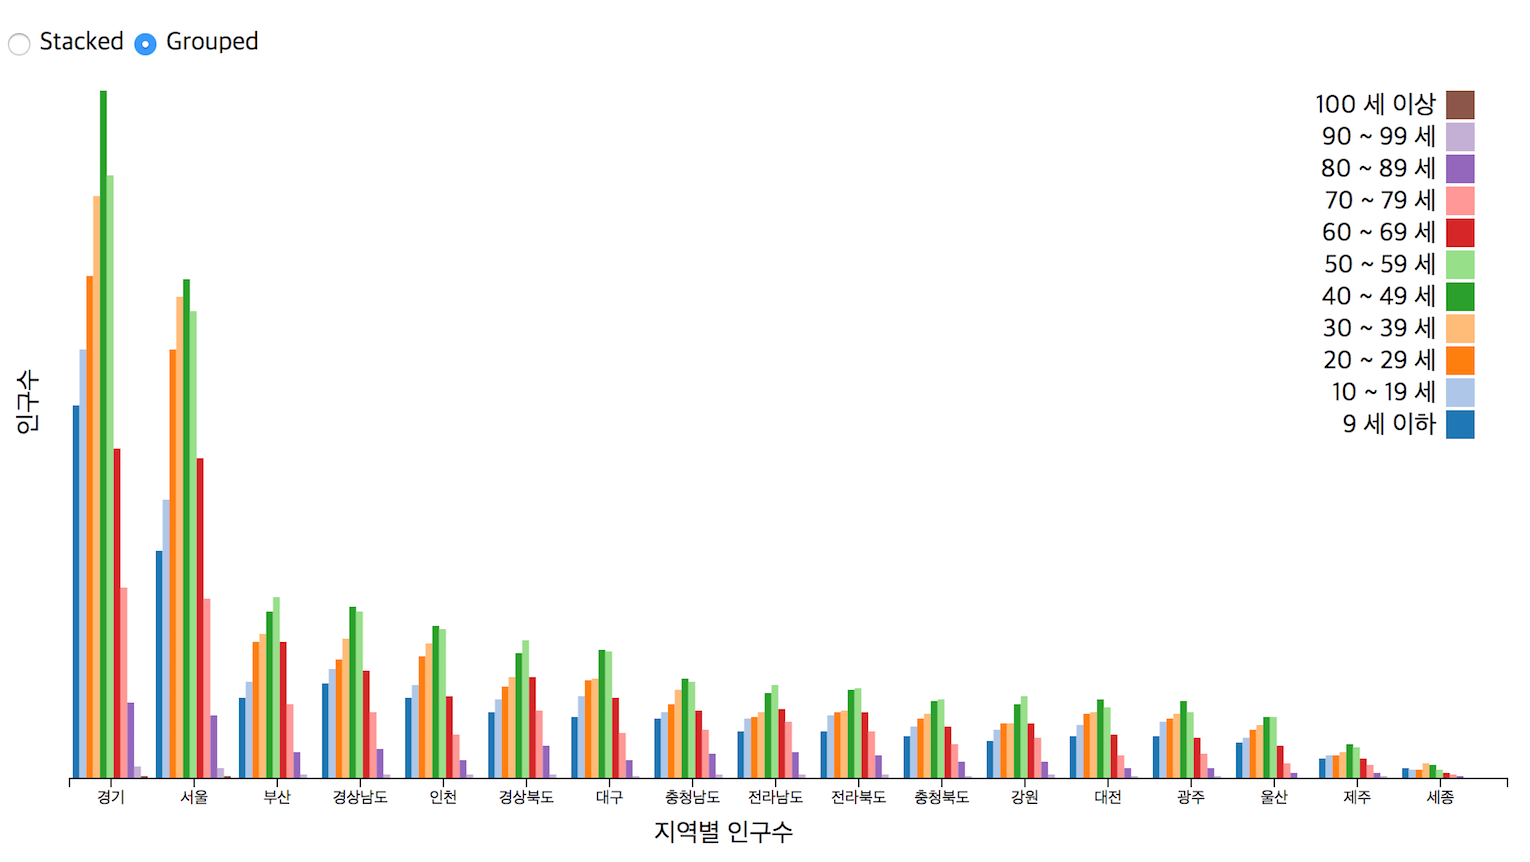 Stacked Grouped
100 세 이상
90 ~ 99 세
80 ~ 89 세
70 ~ 79 세
60 ~ 69 세
50 ~ 59 세
40 ~ 49 세
30 ~ 39 세
20 ~ 29 세
10 ~ 19 세
9 세 이하
인구수
경기 서울 부산 경상남도 인천 경상북도 대구 충청남도 전라남도 전라북도 충청북도 강원 대전 광주 울산 제주 세종
지역별 인구수